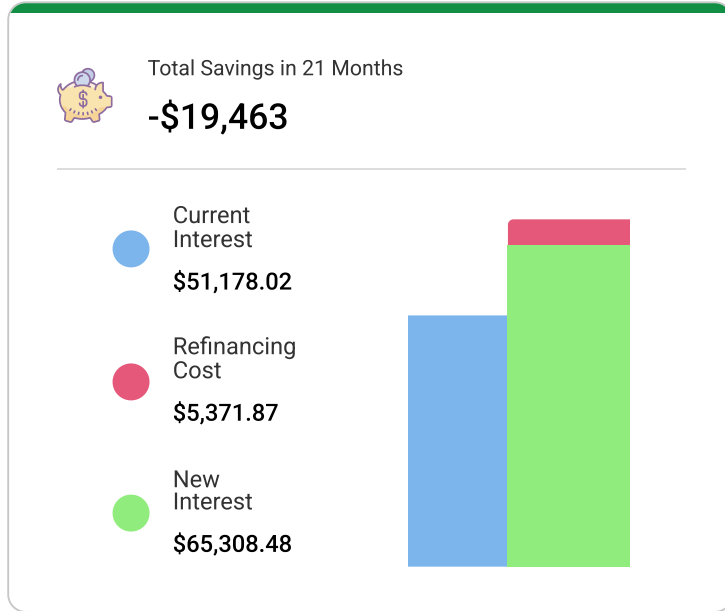 Total Savings in 21 Months
-$19,463
Current
Interest
$51,178.02
Refinancing
Cost
$5,371.87
New
Interest
$65,308.48